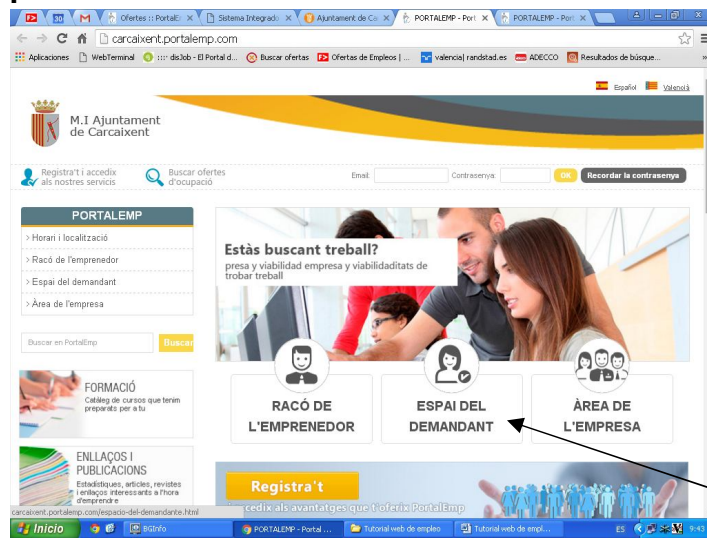 Ofertes :: PortalE
Sistema Integrado
Ajuntament de Ca
PORTALEMP - Port
PORTALEMP - Port
carcaixent.portalemp.com
Aplicaciones
WebTerminal
disJob - El Portal d...
Buscar ofertas
Ofertas de Empleos | ...
valencia| randstad.es
ADECCO
Resultados de búsque...
Español
Valencià
M.I Ajuntament
de Carcaixent
Registra't i accedix
als nostres servicis
Buscar ofertes
d'ocupació
Email:
Contrasenya:
OK
Recordar la contrasenya
PORTALEMP
> Horari i localització
> Racó de l'emprenedor
> Espai del demandant
> Àrea de l'empresa
Buscar en PortalEmp
Buscar
Estàs buscant treball?
presa y viabilidad empresa y viabilidaditats de
trobar treball
FORMACIÓ
Catàleg de cursos que tenim
preparats per a tu
RACÓ DE
L'EMPRENEDOR
ESPAI DEL
DEMANDANT
ÀREA DE
L'EMPRESA
ENLLAÇOS I
PUBLICACIONS
Estadístiques, articles, revistes
i enllaços interessants a l'hora
d'emprendre
Registra't
ccedix als avantatges que t'oferix PortalEmp
carcaixent.portalemp.com/espacio-del-demandante.html
Inicio
BGInfo
PORTALEMP - Portal ...
Tutorial web de empleo
Tutorial web de empl...
ES
9:43